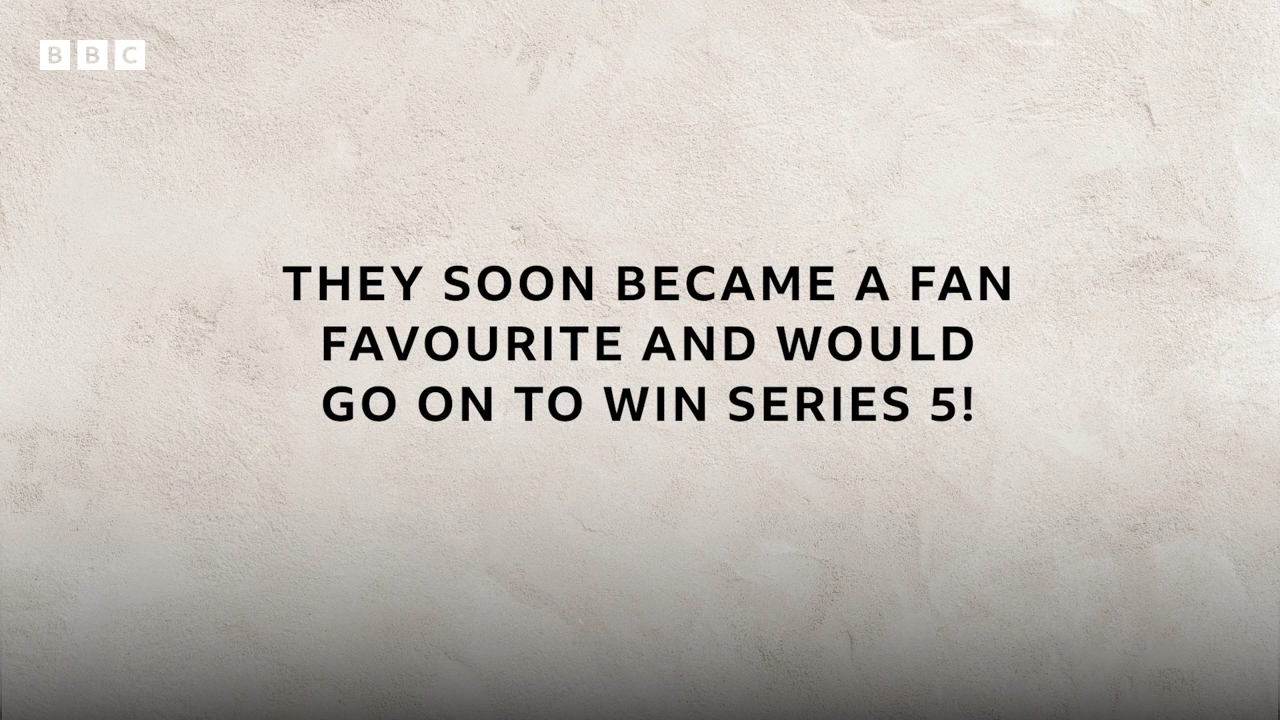 BBC
THEY SOON BECAME A FAN
FAVOURITE AND WOULD
GO ON TO WIN SERIES 5!